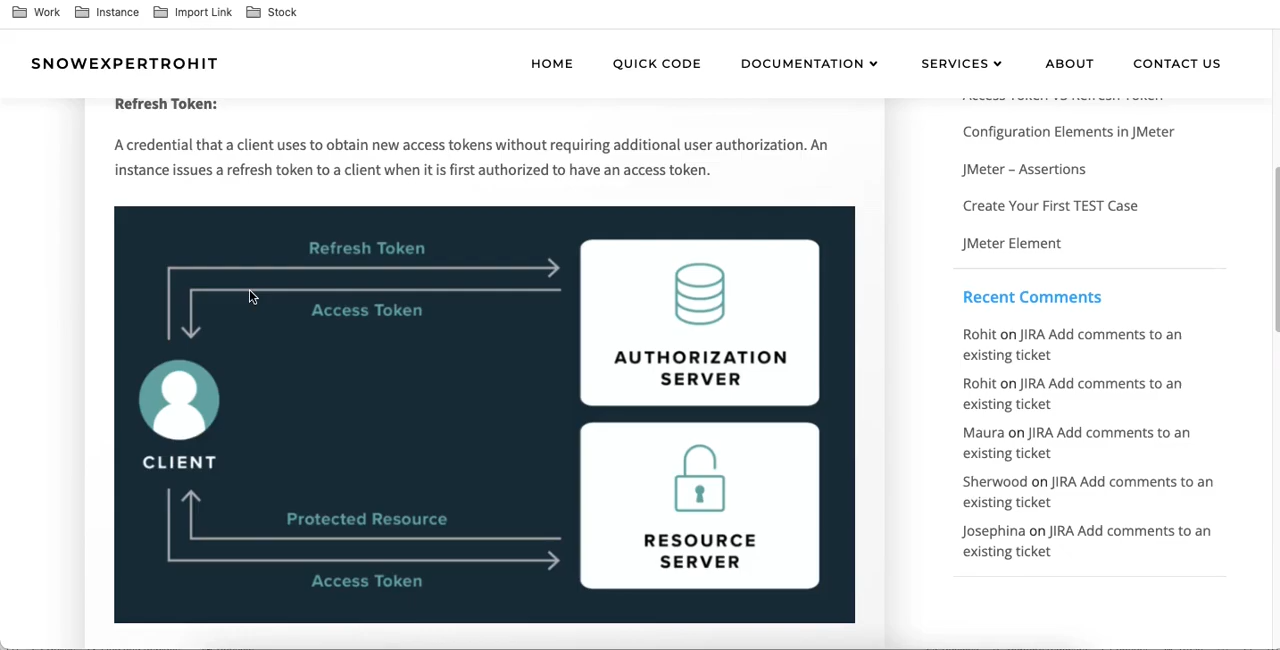 Work Instance Import Link Stock
SNOWEXPERTROHIT
HOME QUICK CODE DOCUMENTATION SERVICES ABOUT CONTACT US
Refresh Token:
A credential that a client uses to obtain new access tokens without requiring additional user authorization. An
instance issues a refresh token to a client when it is first authorized to have an access token.
Refresh Token
Access Token
AUTHORIZATION
SERVER
CLIENT
Protected Resource
Access Token
RESOURCE
SERVER
Access Token Vs Refresh Token
Configuration Elements in JMeter
JMeter – Assertions
Create Your First TEST Case
JMeter Element
Recent Comments
Rohit on JIRA Add comments to an
existing ticket
Rohit on JIRA Add comments to an
existing ticket
Maura on JIRA Add comments to an
existing ticket
Sherwood on JIRA Add comments to an
existing ticket
Josephina on JIRA Add comments to an
existing ticket